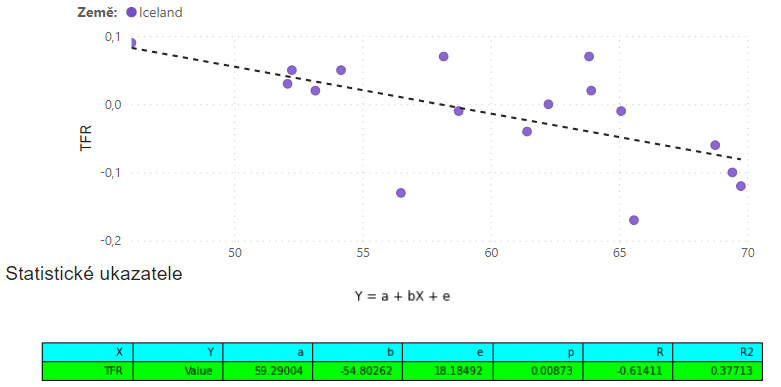 Země: Iceland
0,1
0,0
-0,1
-0,2
TFR
50 55 60 65 70
Statistické ukazatele
Y = a + bX + e
X Y a b e p R R2
TFR Value 59.29004 -54.80262 18.18492 0.00873 -0.61411 0.37713